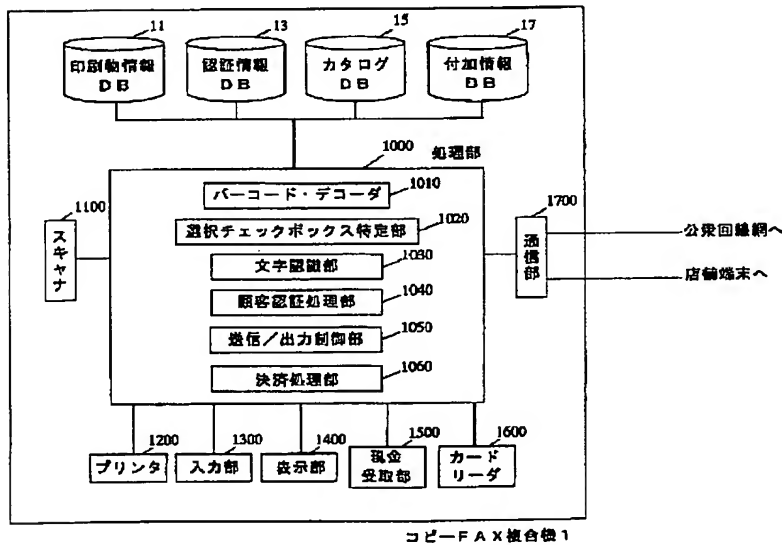 11
13
15
17
印刷物情報
DB
認証情報
DB
カタログ
DB
付加情報
DB
1000
処理部
1100
スキャナ
バーコード・デコーダ
1010
選択チェックボックス特定部
1020
文字認識部
1030
顧客認証処理部
1040
送信/出力制御部
1050
決済処理部
1060
1700
通信部
公衆回線網へ
店舗端末へ
1200
プリンタ
1300
入力部
1400
表示部
1500
現金
受取部
1600
カード
リーダ
コピーFAX複合機1